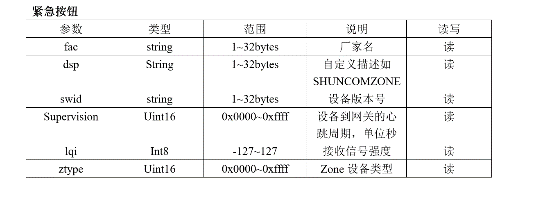 紧急按钮
参数 类型 范围 说明 读写
fac string 1~32bytes 厂家名 读
dsp String 1~32bytes 自定义描述如 读
SHUNCOMZONE
swid string 1~32bytes 设备版本号 读
Supervision Uint16 0x0000~0xffff 设备到网关的心 读
跳周期，单位秒
lqi Int8 -127~127 接收信号强度 读
ztype Uint16 0x0000~0xffff Zone 设备类型 读